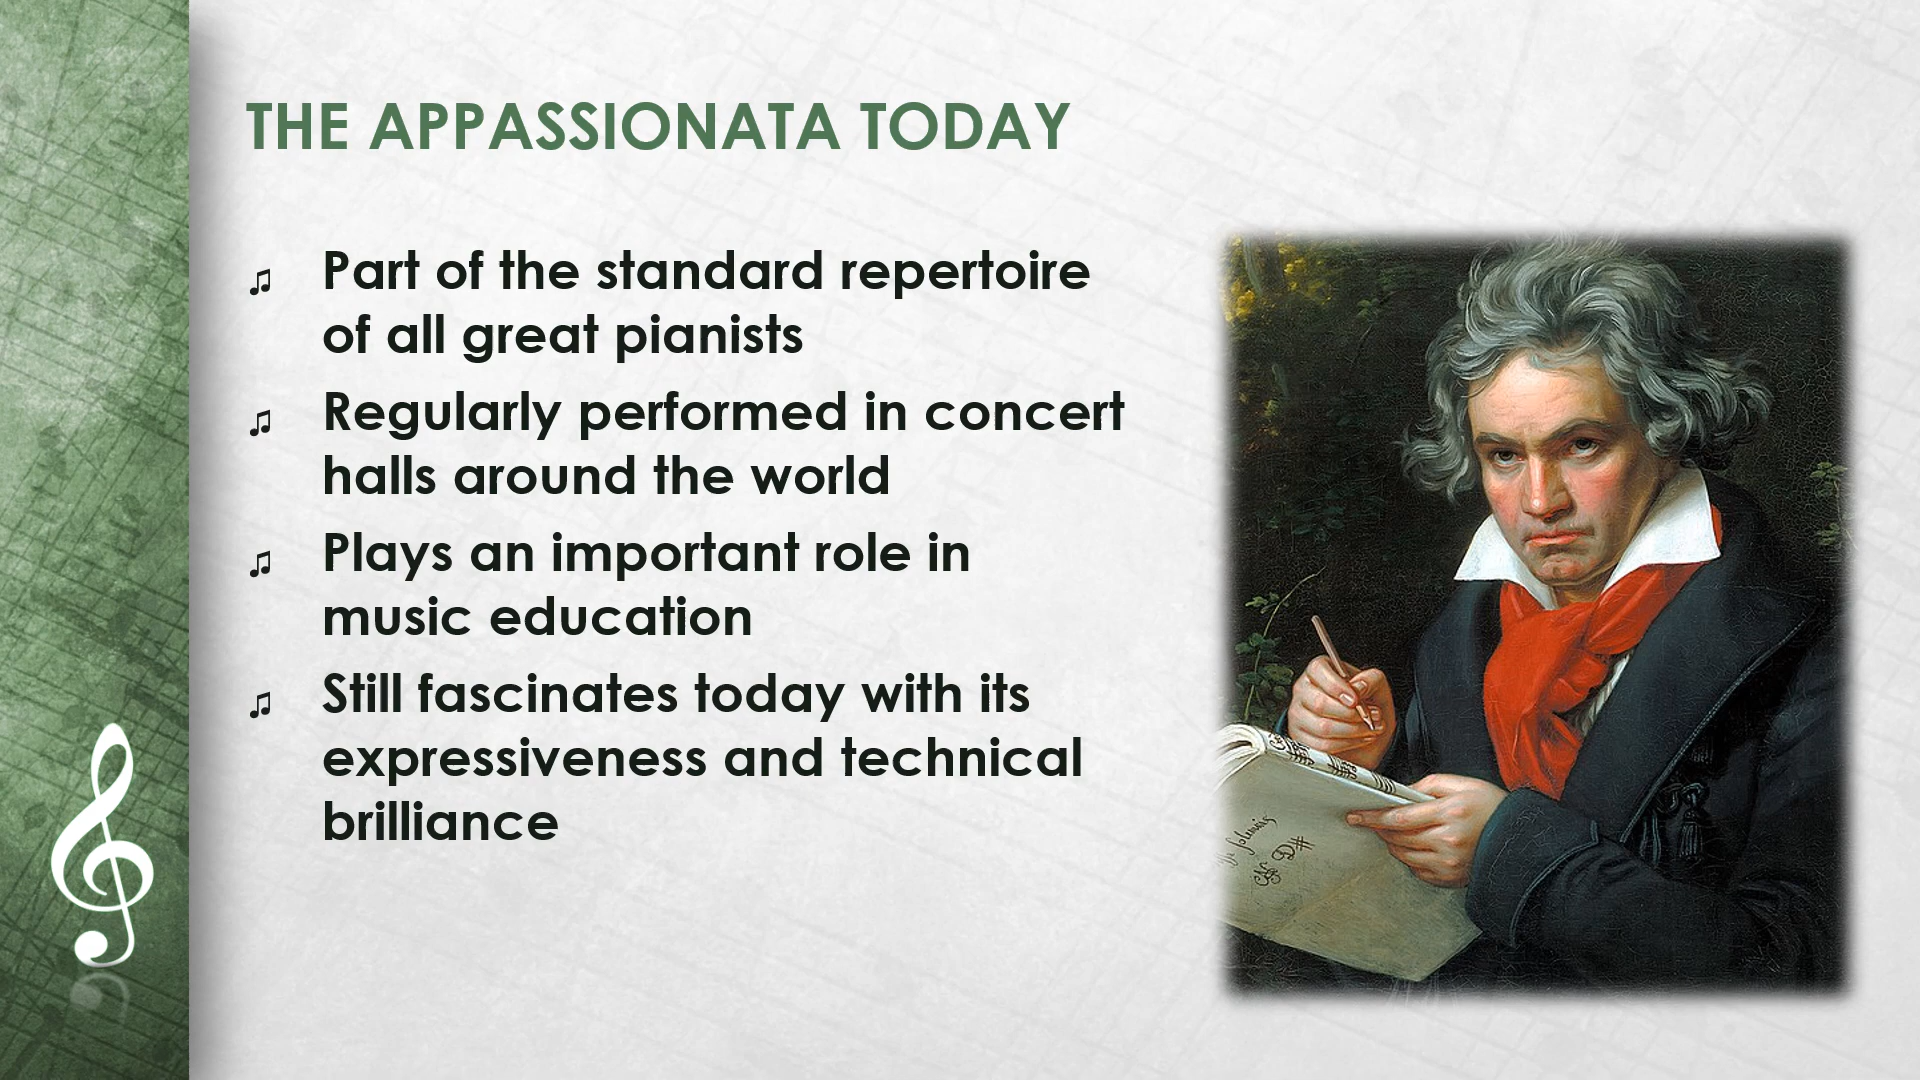 THE APPASSIONATA TODAY
♫ Part of the standard repertoire
of all great pianists
♫ Regularly performed in concert
halls around the world
♫ Plays an important role in
music education
♫ Still fascinates today with its
expressiveness and technical
brilliance
D#